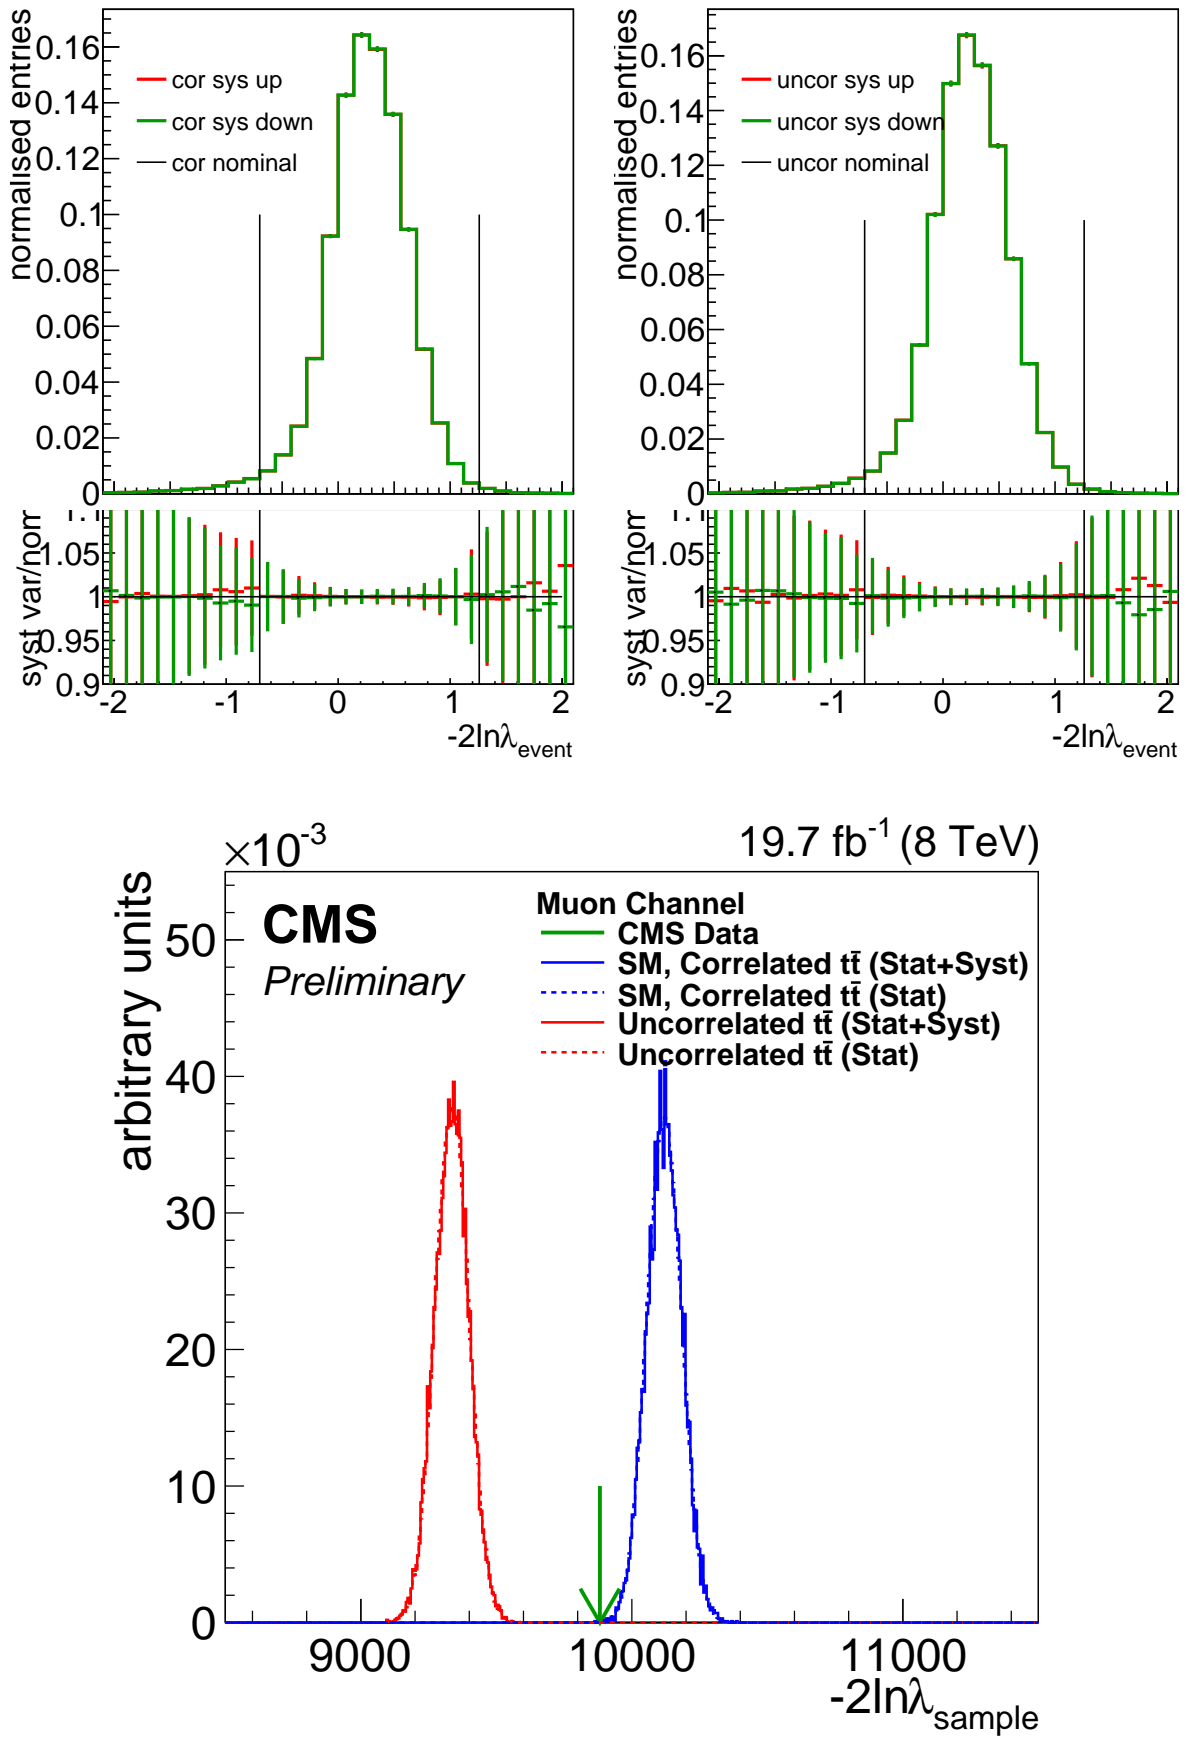 normalised entries
0.16
0.14
0.12
0.1
0.08
0.06
0.04
0.02
0
cor sys up
cor sys down
cor nominal
syst var/nom
1.1
1.05
1
0.95
0.9
-2 -1 0 1 2
-2lnλevent
normalised entries
0.16
0.14
0.12
0.1
0.08
0.06
0.04
0.02
0
uncor sys up
uncor sys down
uncor nominal
syst var/nom
1.1
1.05
1
0.95
0.9
-2 -1 0 1 2
-2lnλevent
×10-3
19.7 fb-1 (8 TeV)
arbitrary units
50
40
30
20
10
0
CMS
Preliminary
Muon Channel
CMS Data
SM, Correlated tt̄ (Stat+Syst)
SM, Correlated tt̄ (Stat)
Uncorrelated tt̄ (Stat+Syst)
Uncorrelated tt̄ (Stat)
9000 10000 11000
-2lnλsample